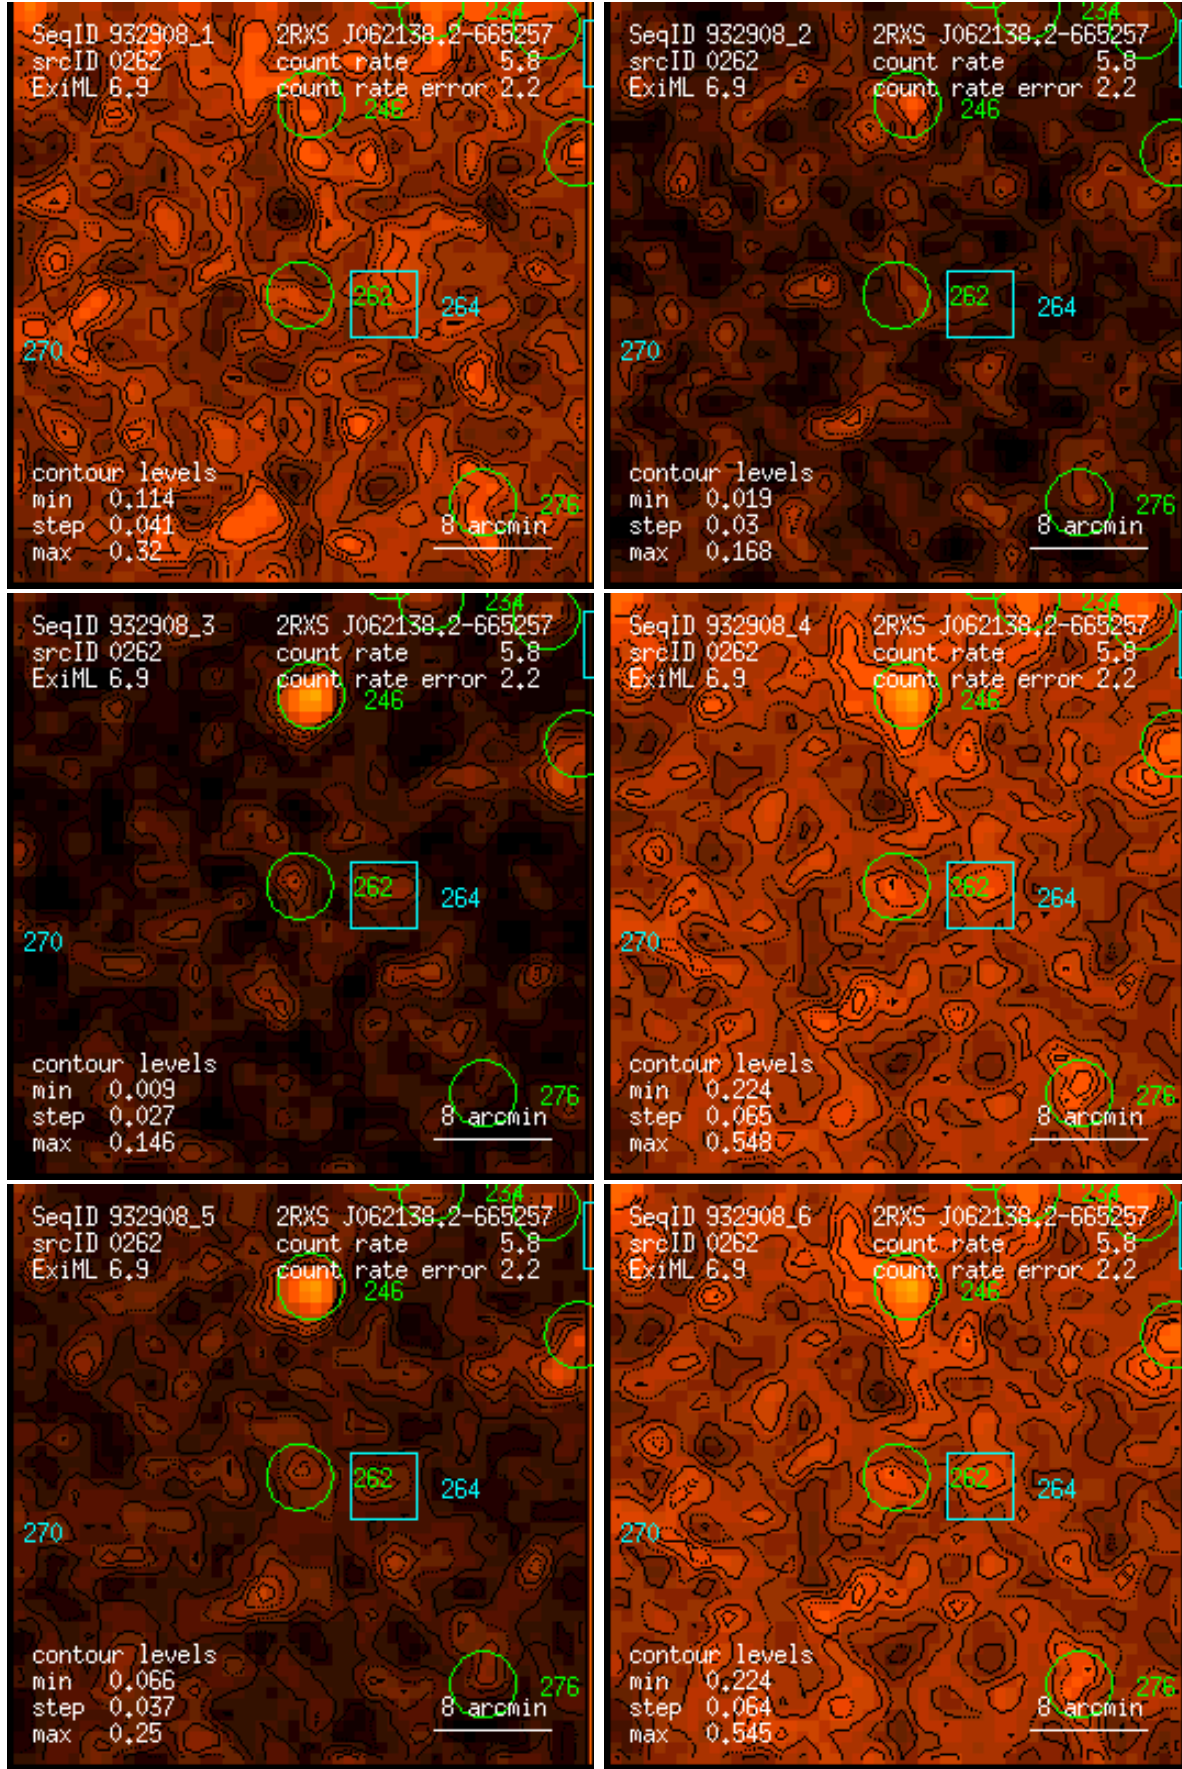 234
SeqID 932908_1 2RXS J062138.2-665257
srcID 0262 count rate 5.8
ExiML 6.9 count rate error 2.2
246
262 264
270
contour levels
min 0.114
step 0.041
max 0.32
276
8 arcmin
234
SeqID 932908_2 2RXS J062138.2-665257
srcID 0262 count rate 5.8
ExiML 6.9 count rate error 2.2
246
262 264
270
contour levels
min 0.019
step 0.03
max 0.168
276
8 arcmin
234
SeqID 932908_3 2RXS J062138.2-665257
srcID 0262 count rate 5.8
ExiML 6.9 count rate error 2.2
246
262 264
270
contour levels
min 0.009
step 0.027
max 0.146
276
8 arcmin
234
SeqID 932908_4 2RXS J062138.2-665257
srcID 0262 count rate 5.8
ExiML 6.9 count rate error 2.2
246
262 264
270
contour levels
min 0.224
step 0.065
max 0.548
276
8 arcmin
234
SeqID 932908_5 2RXS J062138.2-665257
srcID 0262 count rate 5.8
ExiML 6.9 count rate error 2.2
246
262 264
270
contour levels
min 0.066
step 0.037
max 0.25
276
8 arcmin
234
SeqID 932908_6 2RXS J062138.2-665257
srcID 0262 count rate 5.8
ExiML 6.9 count rate error 2.2
246
262 264
270
contour levels
min 0.224
step 0.064
max 0.545
276
8 arcmin